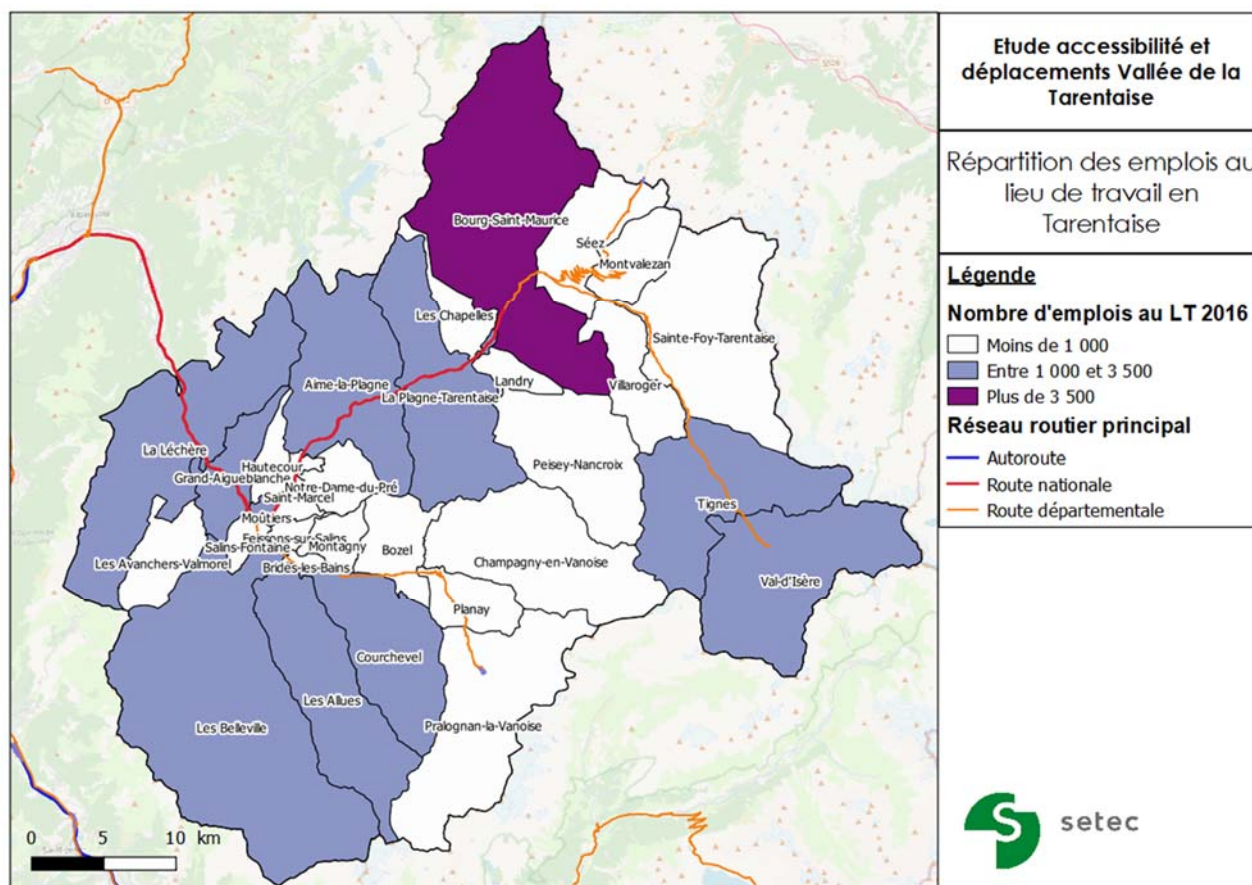 Etude accessibilité et
déplacements Vallée de la
Tarentaise
Répartition des emplois au
lieu de travail en
Tarentaise
Légende
Nombre d'emplois au LT 2016
Moins de 1 000
Entre 1 000 et 3 500
Plus de 3 500
Réseau routier principal
Autoroute
Route nationale
Route départementale
Bourg-Saint-Maurice
Séez
Montvalezan
Les Chapelles
Sainte-Foy-Tarentaise
Aime-la-Plagne
Landry
Villaroger
La Plagne-Tarentaise
La Léchère
Hautecour
Grand-Aigueblanche
Notre-Dame-du-Pré
Saint-Marcel
Peisey-Nancroix
Tignes
Moûtiers
Feissons-sur-Salins
Salins-Fontaine
Montagny
Bozel
Les Avanchers-Valmorel
Brides-les-Bains
Champagny-en-Vanoise
Val-d'Isère
Planay
Courchevel
Les Allues
Les Belleville
Pralognan-la-Vanoise
0 5 10 km
setec